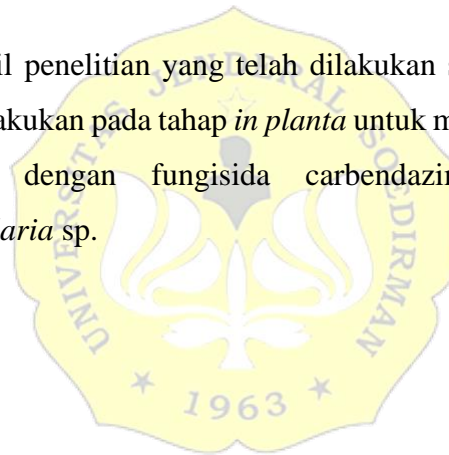 il penelitian yang telah dilakukan s
akukan pada tahap in planta untuk m
dengan fungisida carbendazi
aria sp.
UNIVERSITAS JENDERAL SOEDIRMAN
* 1963 *